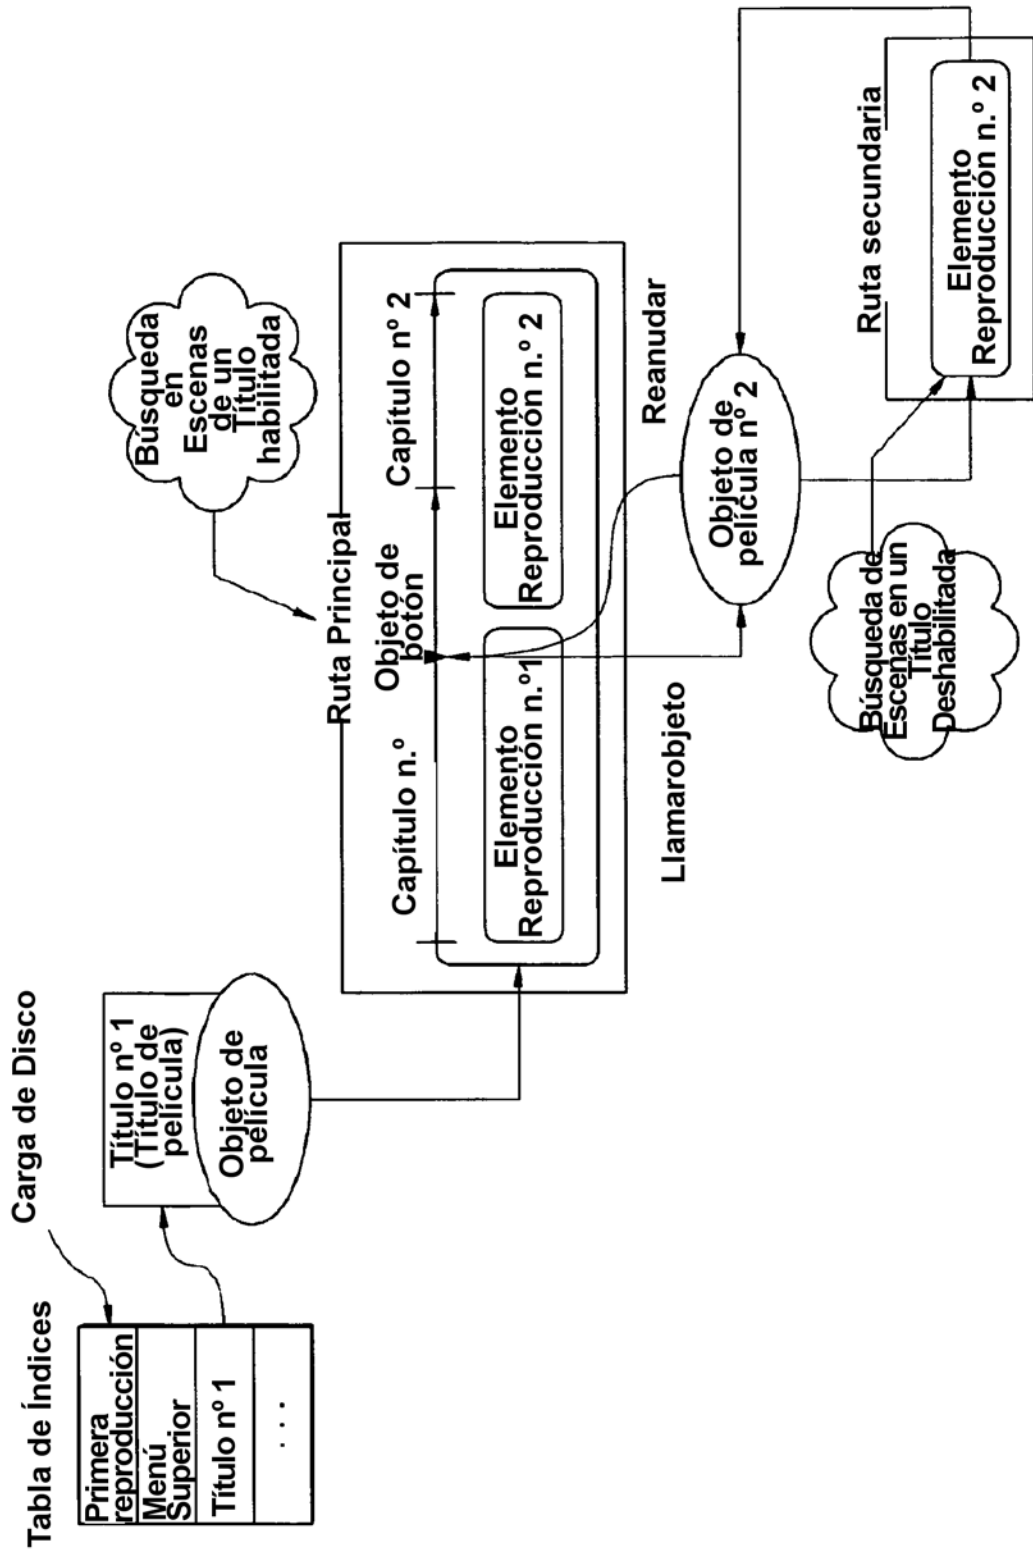 Tabla de Índices
Carga de Disco
Primera
reproducción
Menú
Superior
Título nº 1
. . .
Título nº 1
(Título de
película)
Objeto de
película
Búsqueda
en
Escenas
de un
Título
habilitada
Ruta Principal
Capítulo n.º
Objeto de
botón
Capítulo nº 2
Elemento
Reproducción n.º1
Elemento
Reproducción n.º 2
Llamarobjeto
Reanudar
Objeto de
película nº 2
Búsqueda de
Escenas en un
Título
Deshabilitada
Ruta secundaria
Elemento
Reproducción n.º 2